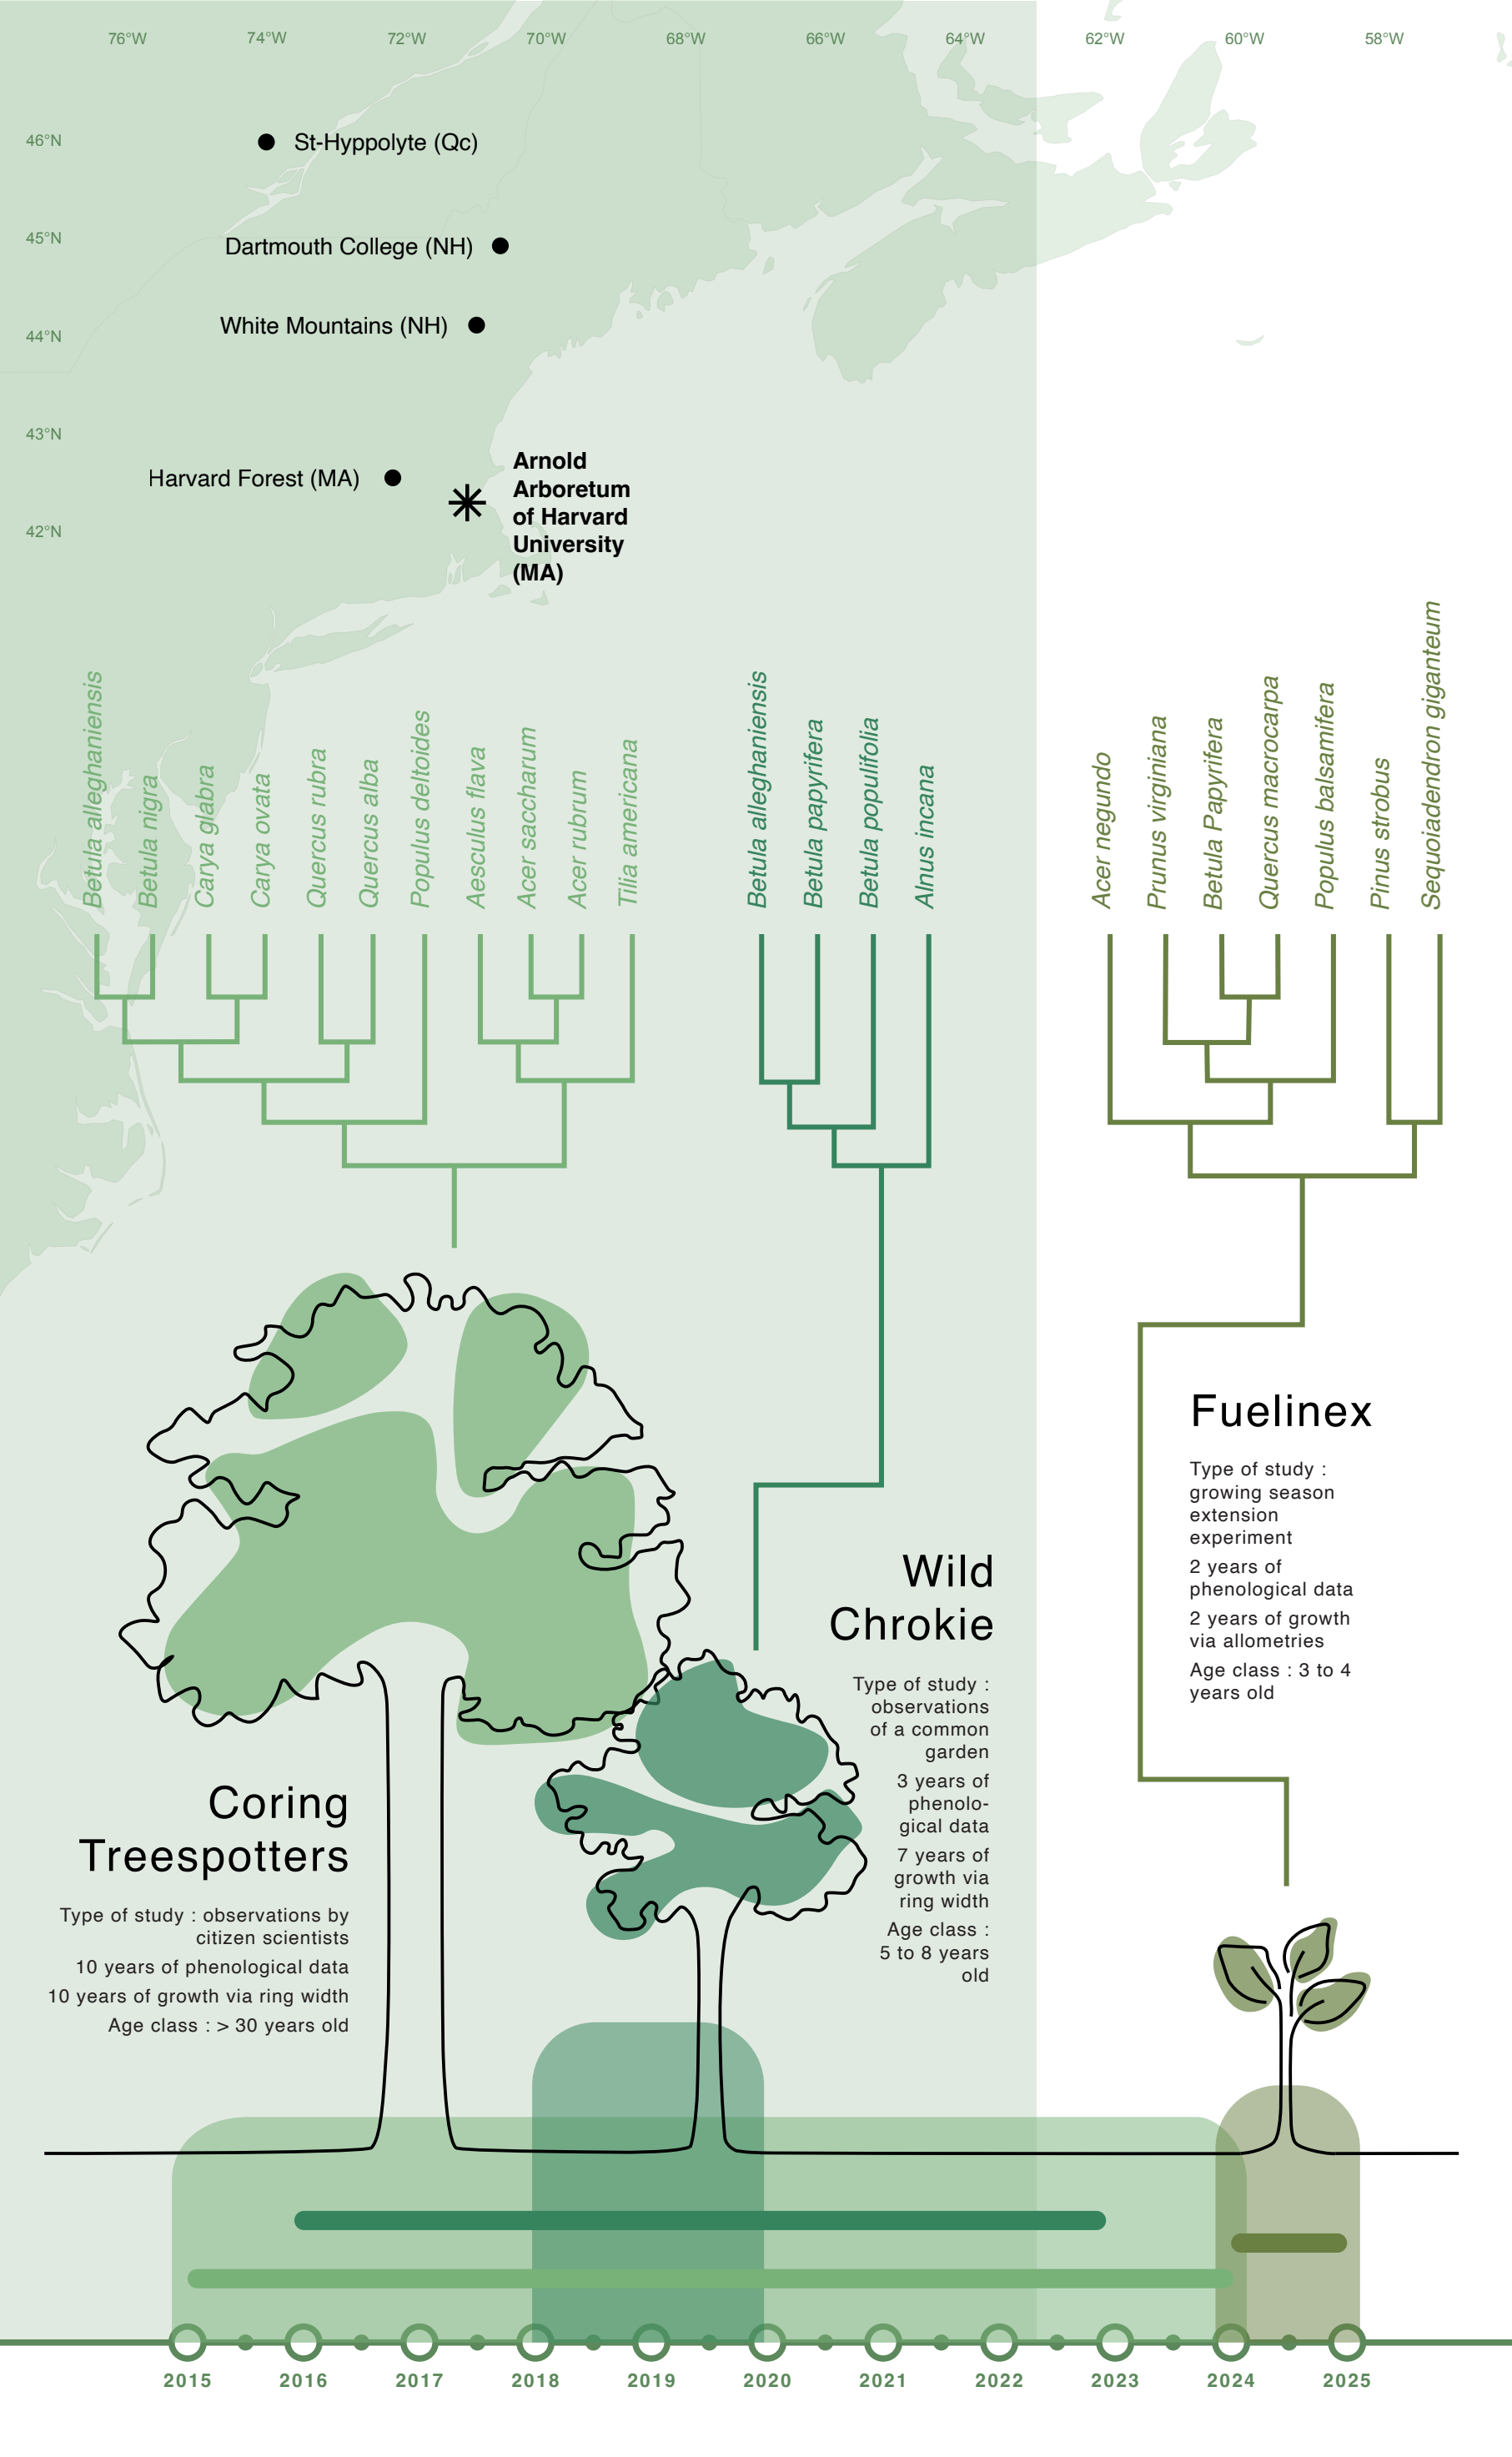 76°W 74°W 72°W 70°W 68°W 66°W 64°W 62°W 60°W 58°W
46°N
St-Hyppolyte (Qc)
45°N
Dartmouth College (NH)
44°N
White Mountains (NH)
43°N
Harvard Forest (MA)
42°N
Arnold
Arboretum
of Harvard
University
(MA)
Betula alleghaniensis
Betula nigra
Carya glabra
Carya ovata
Quercus rubra
Quercus alba
Populus deltoides
Aesculus flava
Acer saccharum
Acer rubrum
Tilia americana
Betula alleghaniensis
Betula papyrifera
Betula populifolia
Alnus incana
Acer negundo
Prunus virginiana
Betula Papyrifera
Quercus macrocarpa
Populus balsamifera
Pinus strobus
Sequoiadendron giganteum
Fuelinex
Type of study :
growing season
extension
experiment
2 years of
phenological data
2 years of growth
via allometries
Age class : 3 to 4
years old
Wild
Chrokie
Type of study :
observations
of a common
garden
3 years of
phenolo-
gical data
7 years of
growth via
ring width
Age class :
5 to 8 years
old
Coring
Treespotters
Type of study : observations by
citizen scientists
10 years of phenological data
10 years of growth via ring width
Age class : > 30 years old
2015 2016 2017 2018 2019 2020 2021 2022 2023 2024 2025